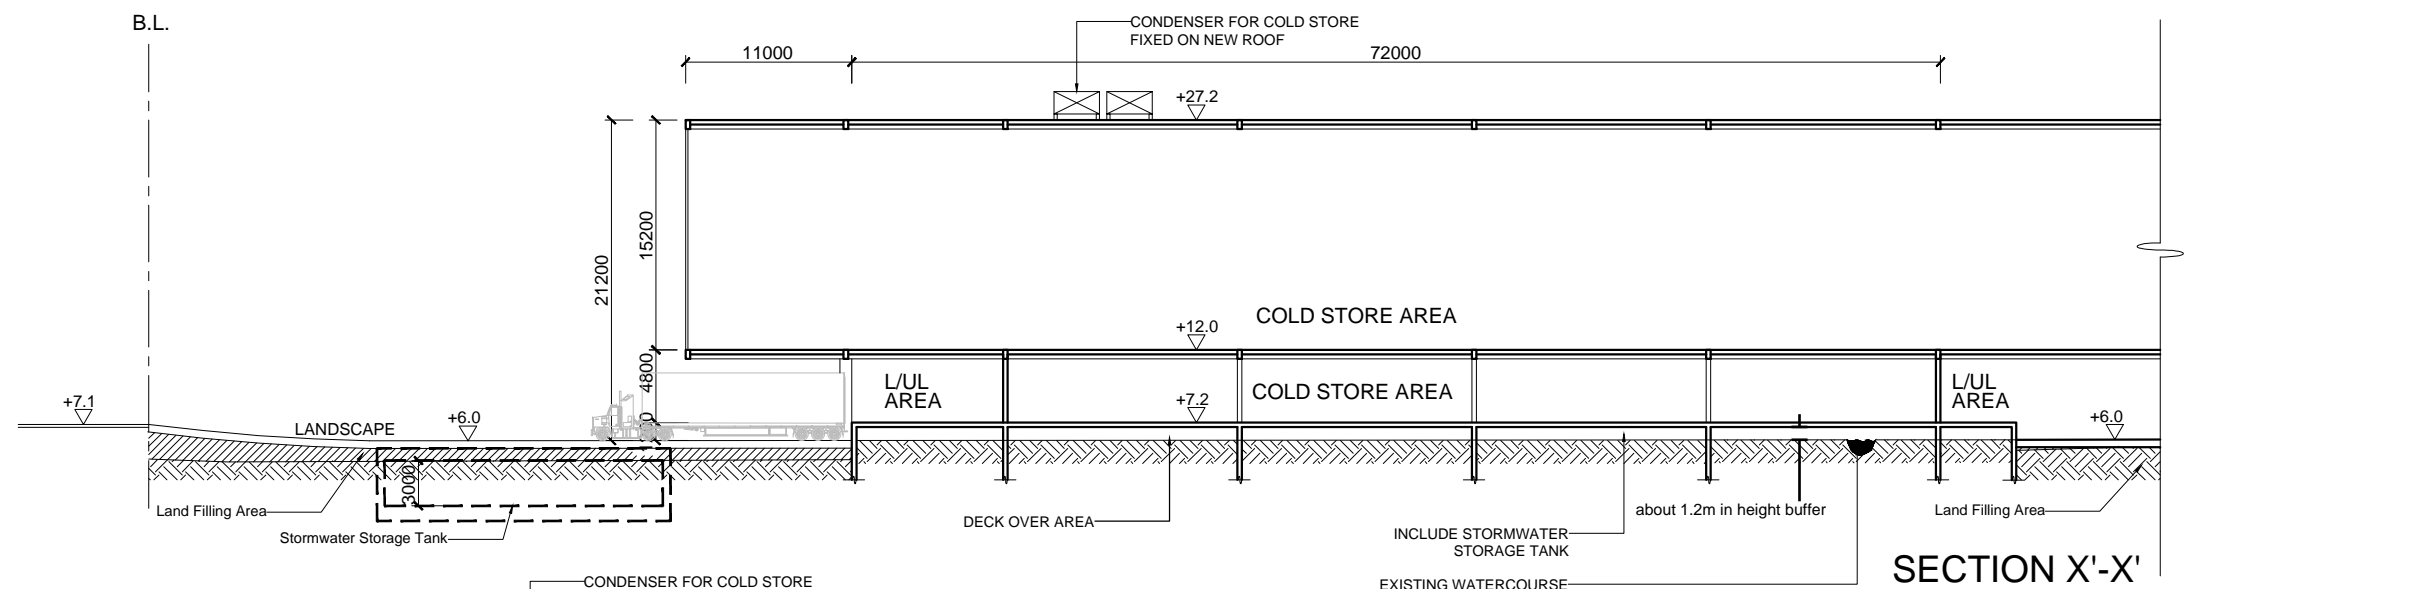 B.L.
CONDENSER FOR COLD STORE
FIXED ON NEW ROOF
11000
72000
+27.2
15200
21200
COLD STORE AREA
+12.0
4800
L/UL
AREA
COLD STORE AREA
L/UL
AREA
+7.1
+6.0
+7.2
+6.0
LANDSCAPE
3000
Land Filling Area
Stormwater Storage Tank
DECK OVER AREA
INCLUDE STORMWATER
STORAGE TANK
about 1.2m in height buffer
Land Filling Area
EXISTING WATERCOURSE
SECTION X'-X'
CONDENSER FOR COLD STORE